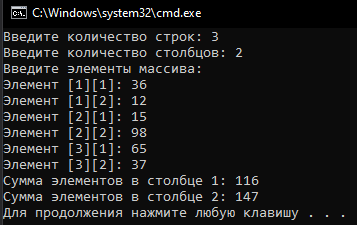 C:\Windows\system32\cmd.exe
Введите количество строк: 3
Введите количество столбцов: 2
Введите элементы массива:
Элемент [1][1]: 36
Элемент [1][2]: 12
Элемент [2][1]: 15
Элемент [2][2]: 98
Элемент [3][1]: 65
Элемент [3][2]: 37
Сумма элементов в столбце 1: 116
Сумма элементов в столбце 2: 147
Для продолжения нажмите любую клавишу . . .